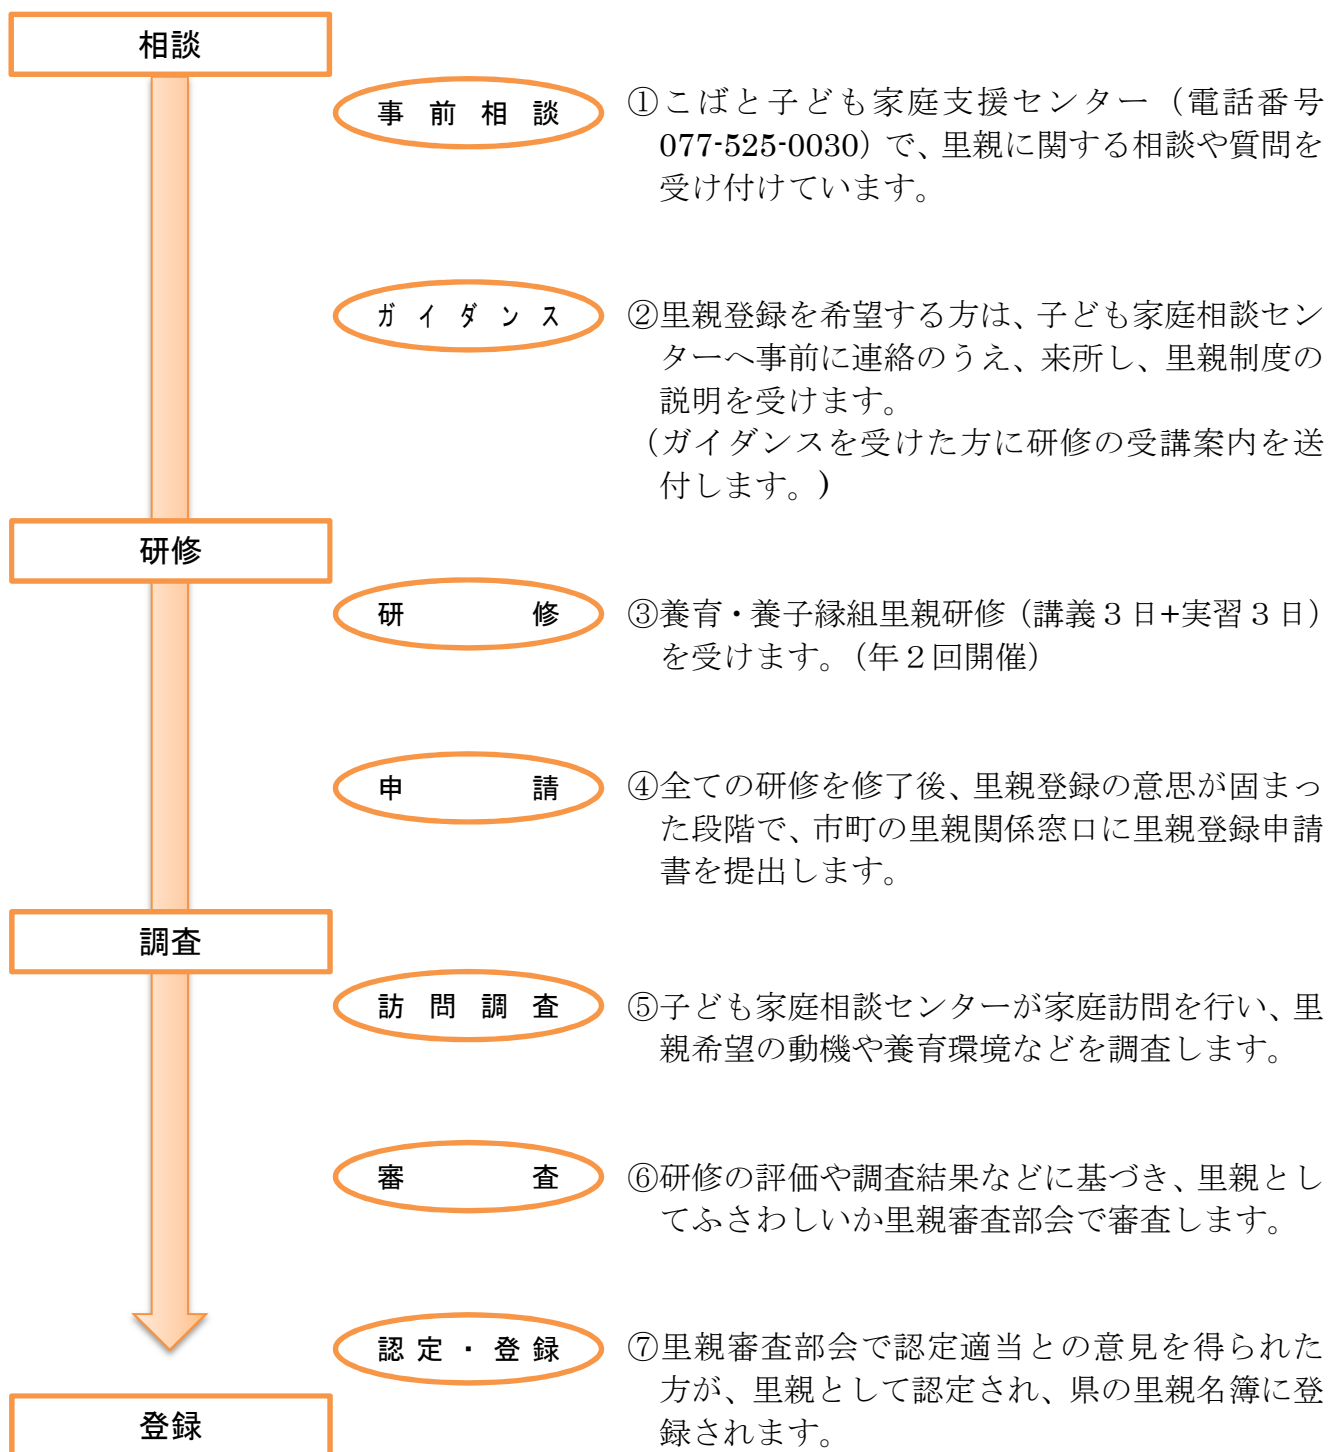 相談
事前相談
①こばと子ども家庭支援センター（電話番号
077-525-0030）で、里親に関する相談や質問を
受け付けています。
ガイダンス
②里親登録を希望する方は、子ども家庭相談セン
ターへ事前に連絡のうえ、来所し、里親制度の
説明を受けます。
（ガイダンスを受けた方に研修の受講案内を送
付します。)
研修
研修
③養育・養子縁組里親研修（講義３日+実習３日）
を受けます。（年２回開催）
申請
④全ての研修を修了後、里親登録の意思が固まっ
た段階で、市町の里親関係窓口に里親登録申請
書を提出します。
調査
訪問調査
⑤子ども家庭相談センターが家庭訪問を行い、里
親希望の動機や養育環境などを調査します。
審査
⑥研修の評価や調査結果などに基づき、里親とし
てふさわしいか里親審査部会で審査します。
認定・登録
⑦里親審査部会で認定適当との意見を得られた
方が、里親として認定され、県の里親名簿に登
録されます。
登録